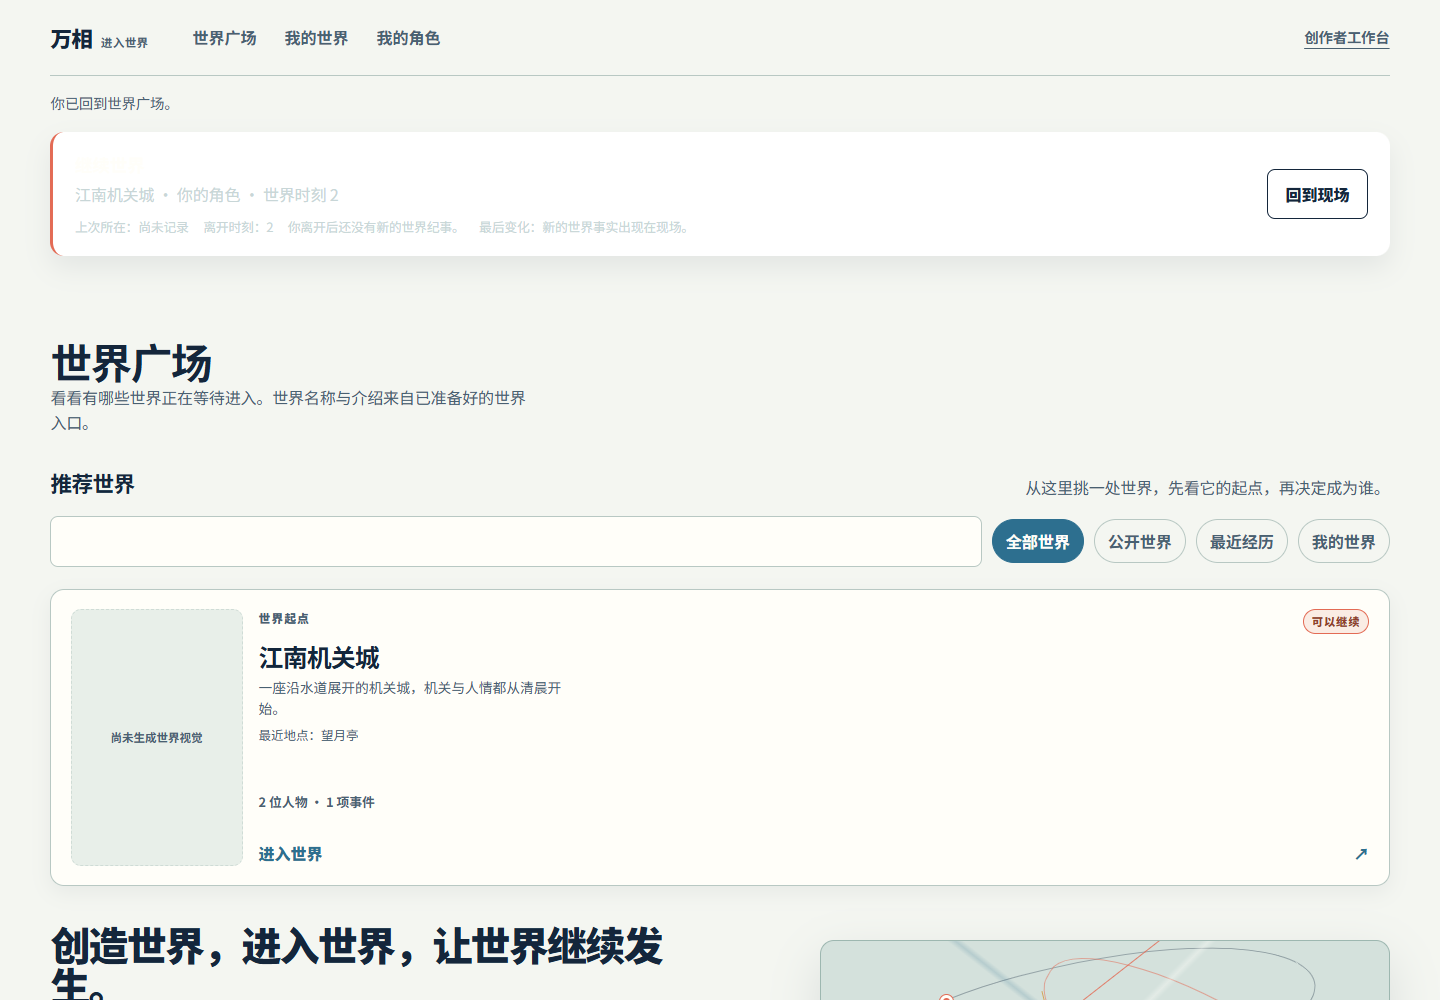 万相 进入世界 世界广场 我的世界 我的角色 创作者工作台
你已回到世界广场。
江南机关城 · 你的角色 · 世界时刻 2
上次所在：尚未记录 离开时刻：2 你离开后还没有新的世界纪事。 最后变化：新的世界事实出现在现场。
回到现场
世界广场
看看有哪些世界正在等待进入。世界名称与介绍来自已准备好的世界
入口。
推荐世界
从这里挑一处世界，先看它的起点，再决定成为谁。
全部世界 公开世界 最近经历 我的世界
尚未生成世界视觉
世界起点
可以继续
江南机关城
一座沿水道展开的机关城，机关与人情都从清晨开
始。
最近地点：望月亭
2 位人物 · 1 项事件
进入世界 ↗
创造世界，进入世界，让世界继续发
生。